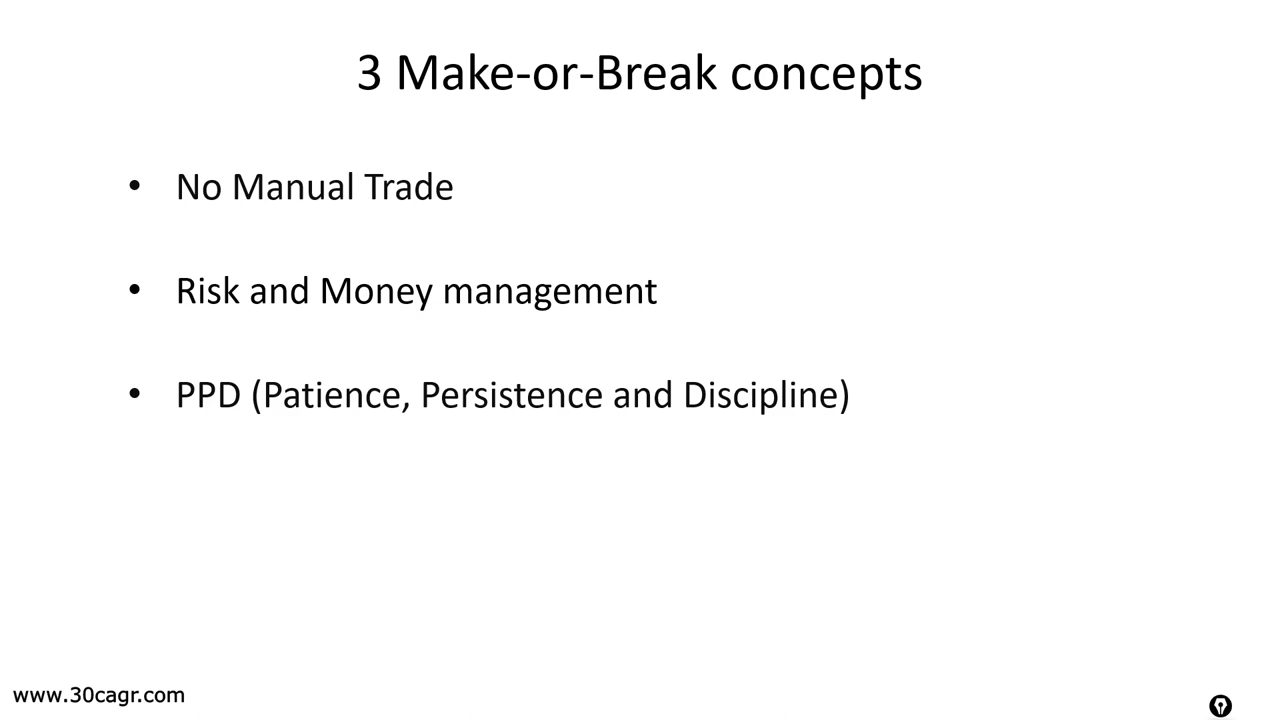 3 Make-or-Break concepts
• No Manual Trade
• Risk and Money management
• PPD (Patience, Persistence and Discipline)
www.30cagr.com